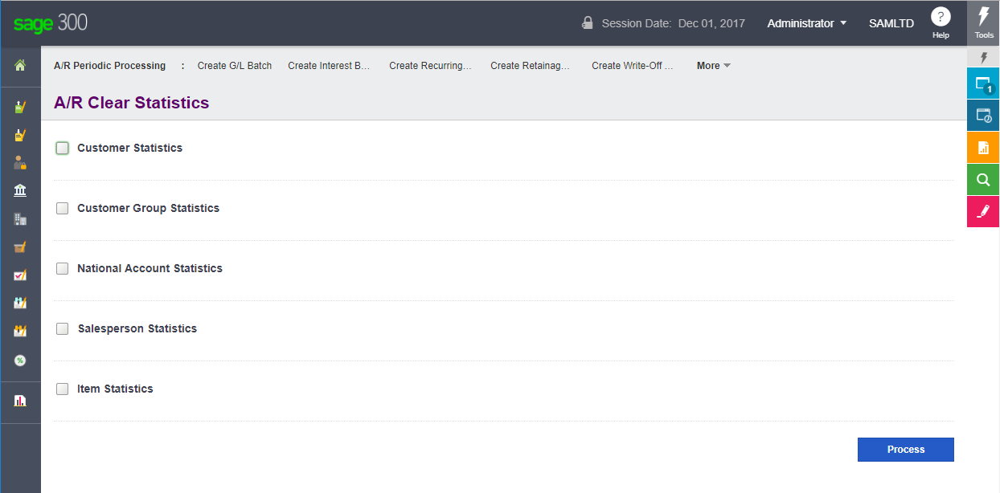 sage 300
Session Date: Dec 01, 2017
Administrator
SAMLTD
?
Help
Tools
A/R Periodic Processing : Create G/L Batch Create Interest B... Create Recurring... Create Retainag... Create Write-Off ... More
1
A/R Clear Statistics
Customer Statistics
Customer Group Statistics
National Account Statistics
Salesperson Statistics
%
Item Statistics
Process